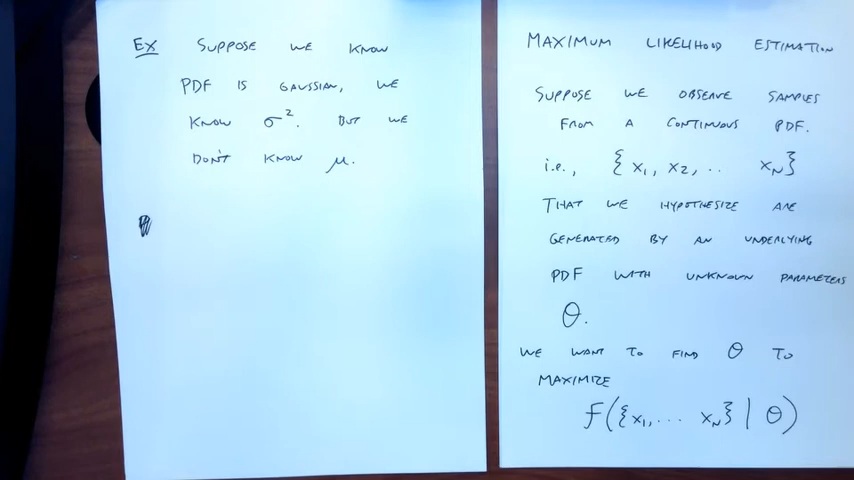 EX SUPPOSE WE KNOW
PDF IS GAUSSIAN, WE
KNOW σ². BUT WE
DON'T KNOW μ.
MAXIMUM LIKELIHOOD ESTIMATION
SUPPOSE WE OBSERVE SAMPLES
FROM A CONTINUOUS PDF.
i.e., {x₁, x₂, .. x_N}
THAT WE HYPOTHESIZE ARE
GENERATED BY AN UNDERLYING
PDF WITH UNKNOWN PARAMETERS
θ.
WE WANT TO FIND θ TO
MAXIMIZE
f({x₁, ... x_N} | θ)